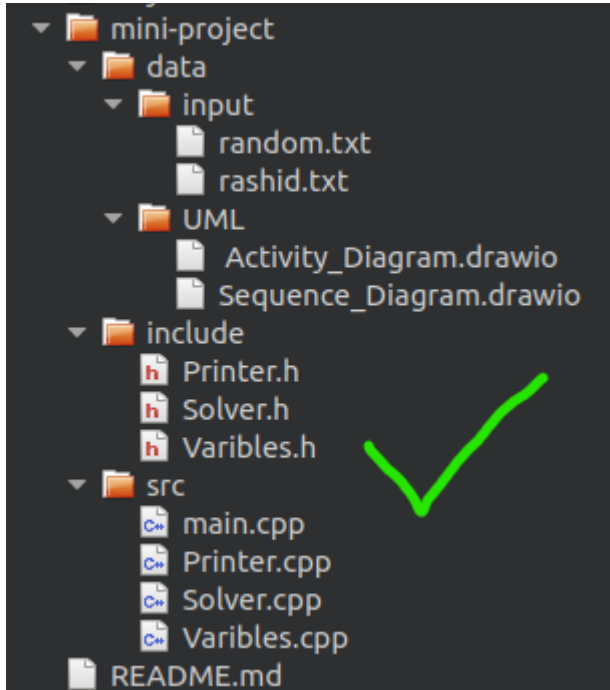 mini-project
data
input
random.txt
rashid.txt
UML
Activity_Diagram.drawio
Sequence_Diagram.drawio
include
h Printer.h
h Solver.h
h Varibles.h
src
C++ main.cpp
C++ Printer.cpp
C++ Solver.cpp
C++ Varibles.cpp
README.md